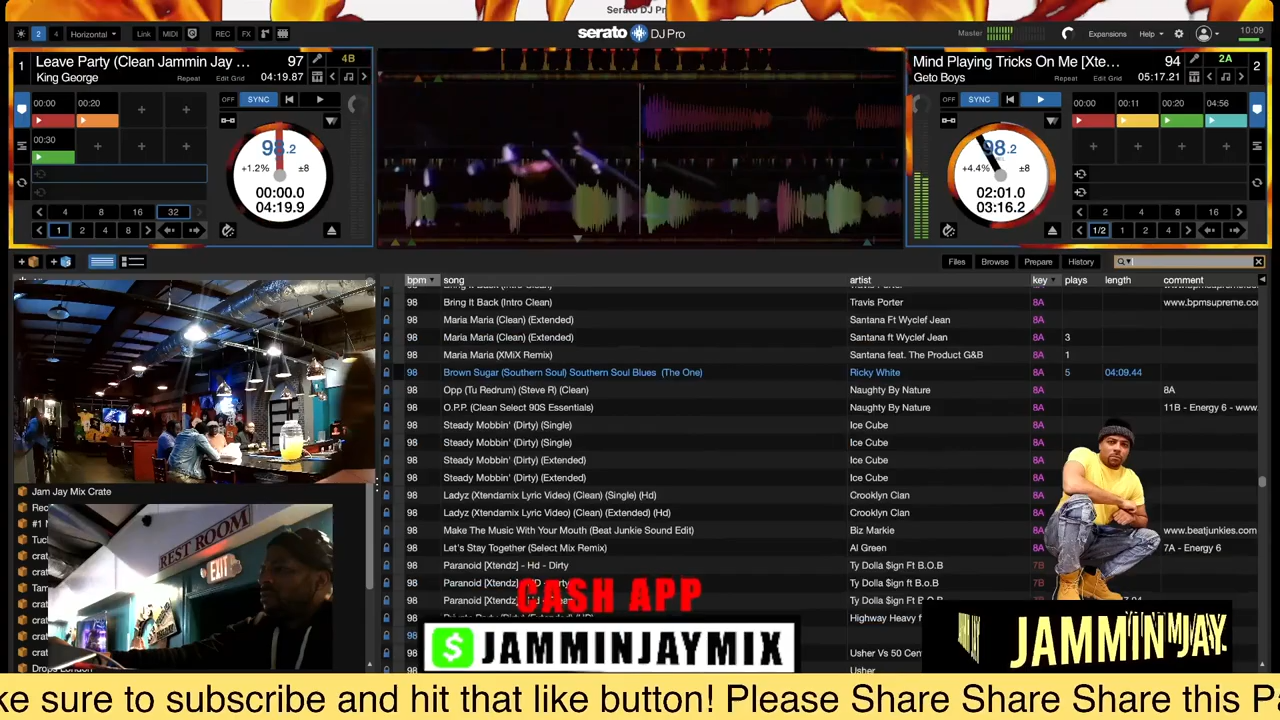 Serato DJ Pro
2 4 Horizontal Link MIDI REC FX
serato DJ Pro
Master Expansions Help 10:09
1 Leave Party (Clean Jammin Jay ... 97 4B
King George Repeat Edit Grid 04:19.87
OFF SYNC
00:00 00:20
00:30
98.2
+1.2% ±8
00:00.0
04:19.9
4 8 16 32
1 2 4 8
Mind Playing Tricks On Me [Xte... 94 2A 2
Geto Boys Repeat Edit Grid 05:17.21
OFF SYNC
00:00 00:11 00:20 04:56
98.2
+4.4% ±8
02:01.0
03:16.2
2 4 8 16
1/2 1 2 4
Files Browse Prepare History
bpm song artist key plays length comment
98 Bring It Back (Intro Clean) Travis Porter 8A www.bpmsupreme.co
98 Maria Maria (Clean) (Extended) Santana Ft Wyclef Jean 8A
98 Maria Maria (Clean) (Extended) Santana ft Wyclef Jean 8A 3
98 Maria Maria (XMiX Remix) Santana feat. The Product G&B 8A 1
98 Brown Sugar (Southern Soul) Southern Soul Blues (The One) Ricky White 8A 5 04:09.44
98 Opp (Tu Redrum) (Steve R) (Clean) Naughty By Nature 8A 8A
98 O.P.P. (Clean Select 90S Essentials) Naughty By Nature 8A 11B - Energy 6 - www.
98 Steady Mobbin' (Dirty) (Single) Ice Cube 8A
98 Steady Mobbin' (Dirty) (Single) Ice Cube 8A
98 Steady Mobbin' (Dirty) (Extended) Ice Cube 8A
98 Steady Mobbin' (Dirty) (Extended) Ice Cube 8A
98 Ladyz (Xtendamix Lyric Video) (Clean) (Single) (Hd) Crooklyn Clan 8A
98 Ladyz (Xtendamix Lyric Video) (Clean) (Extended) (Hd) Crooklyn Clan 8A
98 Make The Music With Your Mouth (Beat Junkie Sound Edit) Biz Markie 8A www.beatjunkies.com
98 Let's Stay Together (Select Mix Remix) Al Green 8A 7A - Energy 6
98 Paranoid [Xtendz] - Hd - Dirty Ty Dolla $ign Ft B.O.B 7B
98 Paranoid [Xtendz] Dirty Ty Dolla $ign ft B.o.B 7B
98 Paranoid [Xtendz] Ty Dolla $ign Ft B.O.B 7B
98 Highway Heavy
98
98 Usher Vs 50 Cen
Usher
Jam Jay Mix Crate
#1
REST ROOM
EXIT
Drops London
CASH APP
$ JAMMINJAYMIX
JAMMIN JAY
ke sure to subscribe and hit that like button! Please Share Share Share this Pa